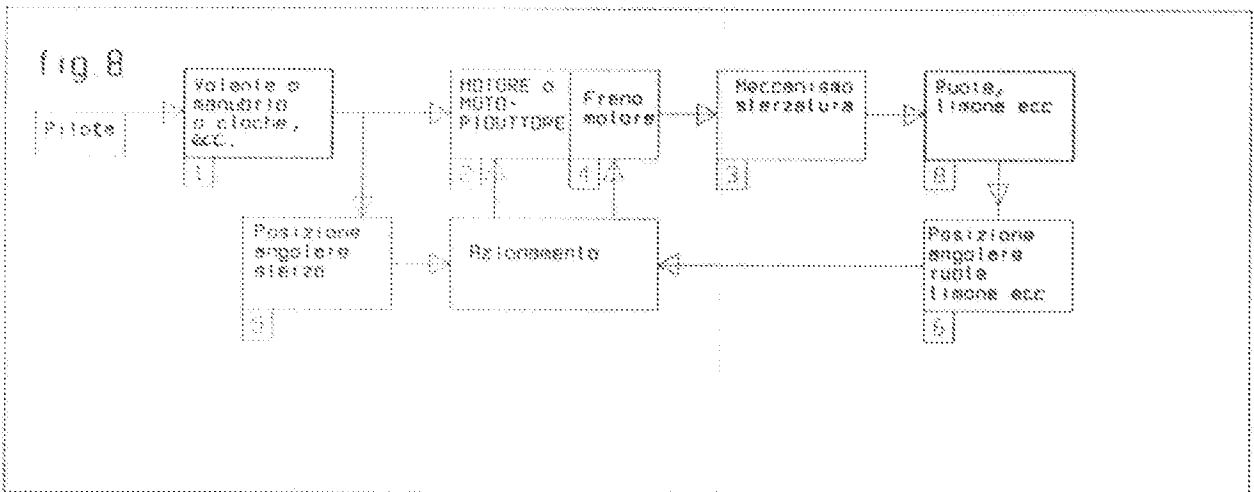 fig. 8
Pilota
Volante o
manubrio
o cloche,
ecc.
1
MOTORE o
MOTO-
RIDUTTORE
2
Freno
motore
4
Meccanismo
sterzatura
3
Ruota,
timone ecc
8
Posizione
angolare
sterzo
5
Azionamento
Posizione
angolare
ruote
timone ecc
6